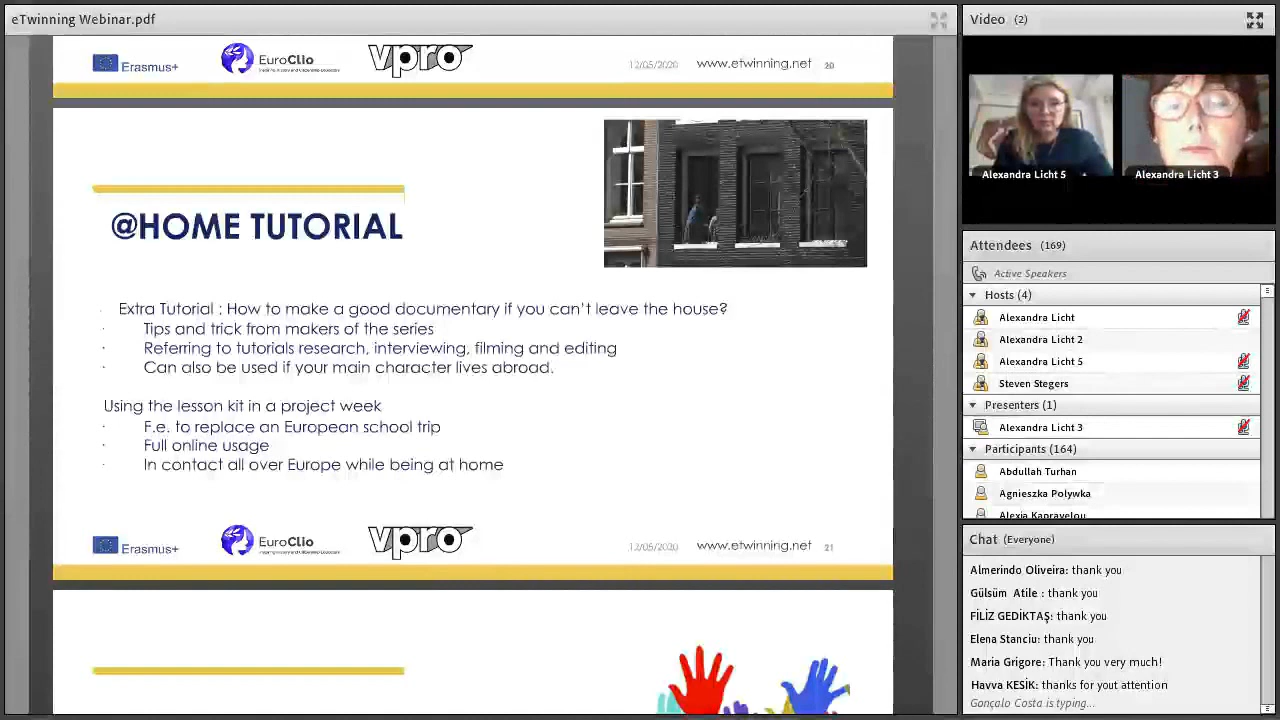 eTwinning Webinar.pdf
Erasmus+
EuroClio
vpro
12/05/2020
www.etwinning.net
20
@HOME TUTORIAL
Extra Tutorial : How to make a good documentary if you can't leave the house?
· Tips and trick from makers of the series
· Referring to tutorials research, interviewing, filming and editing
· Can also be used if your main character lives abroad.
Using the lesson kit in a project week
· F.e. to replace an European school trip
· Full online usage
· In contact all over Europe while being at home
Erasmus+
EuroClio
vpro
12/05/2020
www.etwinning.net
21
Video (2)
Alexandra Licht 5
Alexandra Licht 3
Attendees (169)
Active Speakers
Hosts (4)
Alexandra Licht
Alexandra Licht 2
Alexandra Licht 5
Steven Stegers
Presenters (1)
Alexandra Licht 3
Participants (164)
Abdullah Turhan
Agnieszka Polywka
Alexia Kapravelou
Chat (Everyone)
Almerindo Oliveira: thank you
Gülsüm Atile : thank you
FİLİZ GEDİKTAŞ: thank you
Elena Stanciu: thank you
Maria Grigore: Thank you very much!
Havva KESİK: thanks for yout attention
Gonçalo Costa is typing...